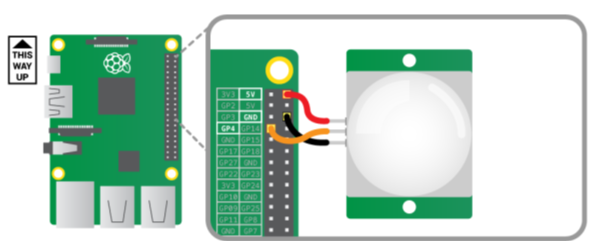 THIS
WAY
UP
3V3 5V
GP2 5V
GP3 GND
GP4 GP14
GND GP15
GP17 GP18
GP27 GND
GP22 GP23
3V3 GP24
GP10 GND
GP09 GP25
GP11 GP8
GND GP7